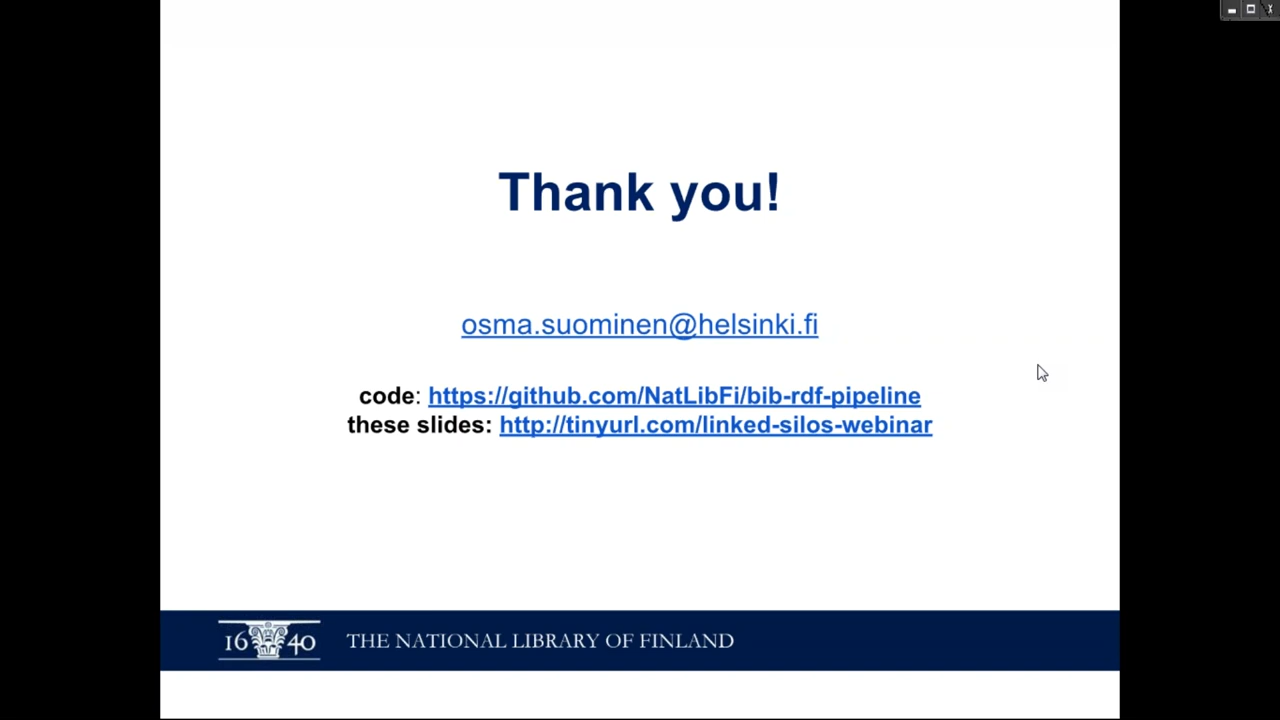 Thank you!
osma.suominen@helsinki.fi
code: https://github.com/NatLibFi/bib-rdf-pipeline
these slides: http://tinyurl.com/linked-silos-webinar
1640 THE NATIONAL LIBRARY OF FINLAND